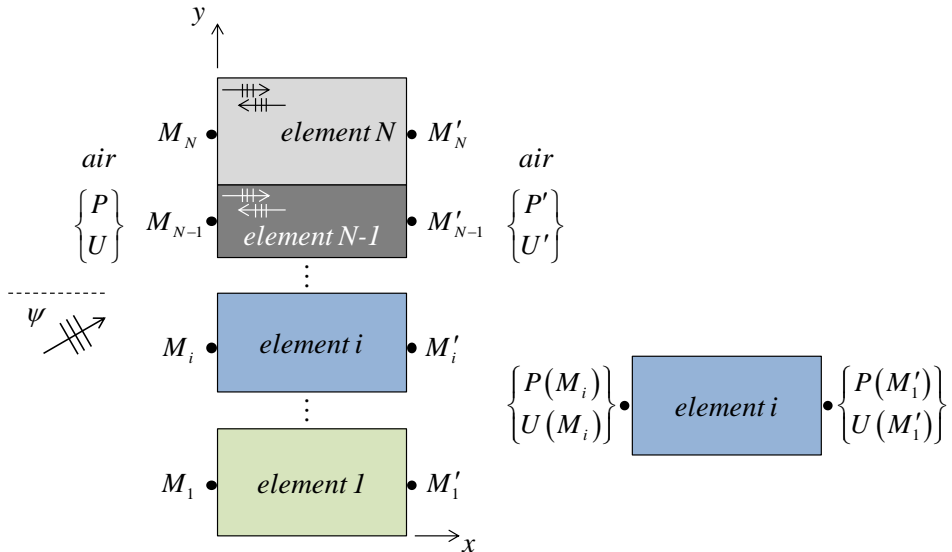 y
M_N
element N
M'_N
air
air
{P U}
M_{N-1}
element N-1
M'_{N-1}
{P' U'}
ψ
M_i
element i
M'_i
{P(M_i) U(M_i)}
element i
{P(M'_1) U(M'_1)}
M_1
element 1
M'_1
x